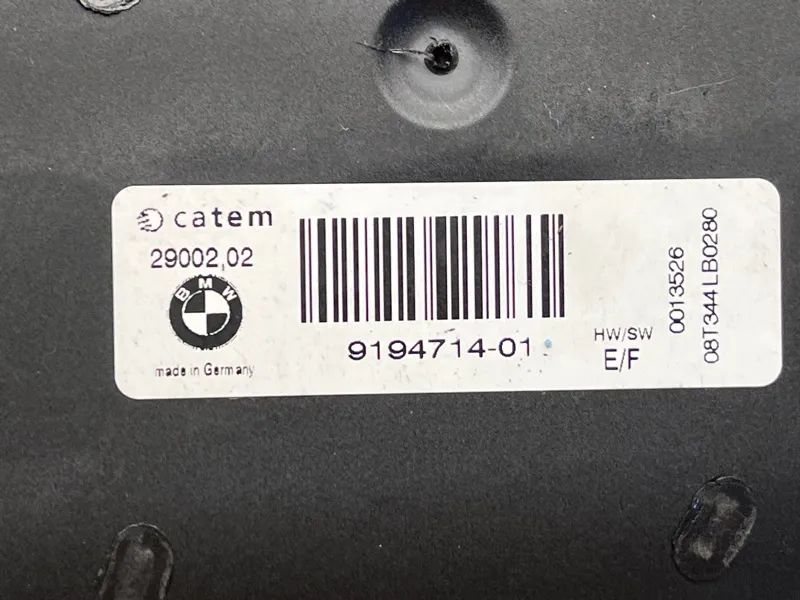 catem
29002,02
BMW
made in Germany
9194714-01
HW/SW
E/F
0013526
08T344LB0280